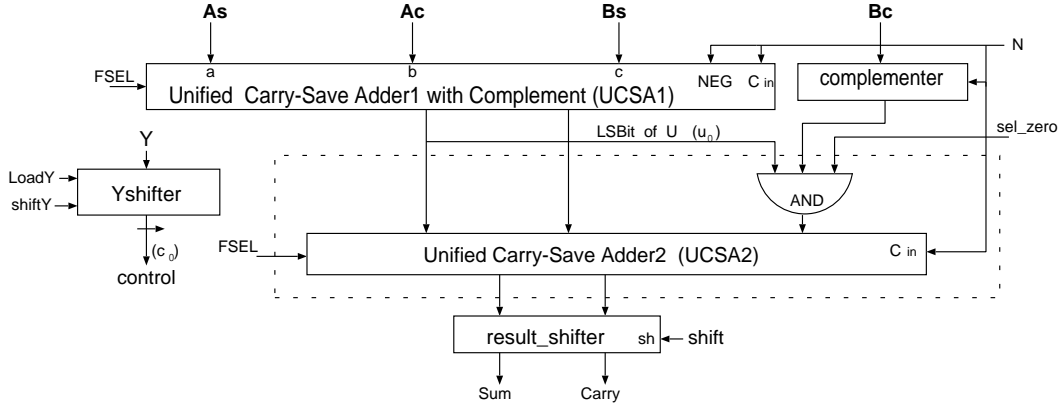 As Ac Bs Bc
N
a b c
FSEL
NEG C in
complementer
Unified Carry-Save Adder1 with Complement (UCSA1)
LSBit of U (u0)
sel_zero
Y
LoadY
Yshifter
shiftY
AND
(c0)
control
FSEL
Unified Carry-Save Adder2 (UCSA2)
C in
result_shifter
sh
shift
Sum Carry